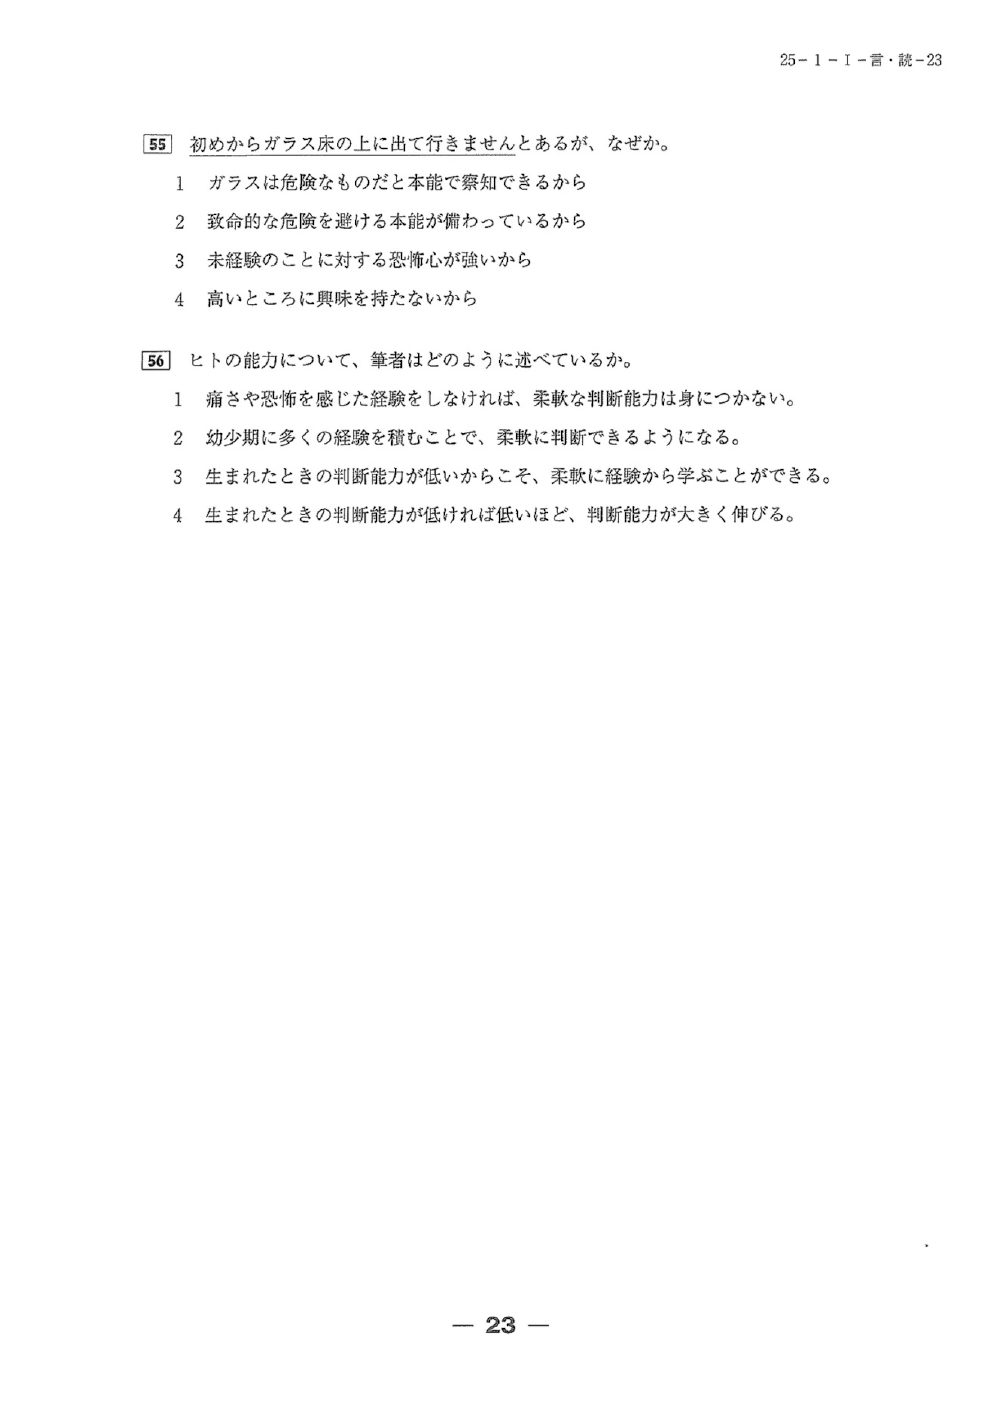 25－1－Ⅰ－言・読－23
55 初めからガラス床の上に出て行きませんとあるが、なぜか。
1 ガラスは危険なものだと本能で察知できるから
2 致命的な危険を避ける本能が備わっているから
3 未経験のことに対する恐怖心が強いから
4 高いところに興味を持たないから
56 ヒトの能力について、筆者はどのように述べているか。
1 痛さや恐怖を感じた経験をしなければ、柔軟な判断能力は身につかない。
2 幼少期に多くの経験を積むことで、柔軟に判断できるようになる。
3 生まれたときの判断能力が低いからこそ、柔軟に経験から学ぶことができる。
4 生まれたときの判断能力が低ければ低いほど、判断能力が大きく伸びる。
— 23 —